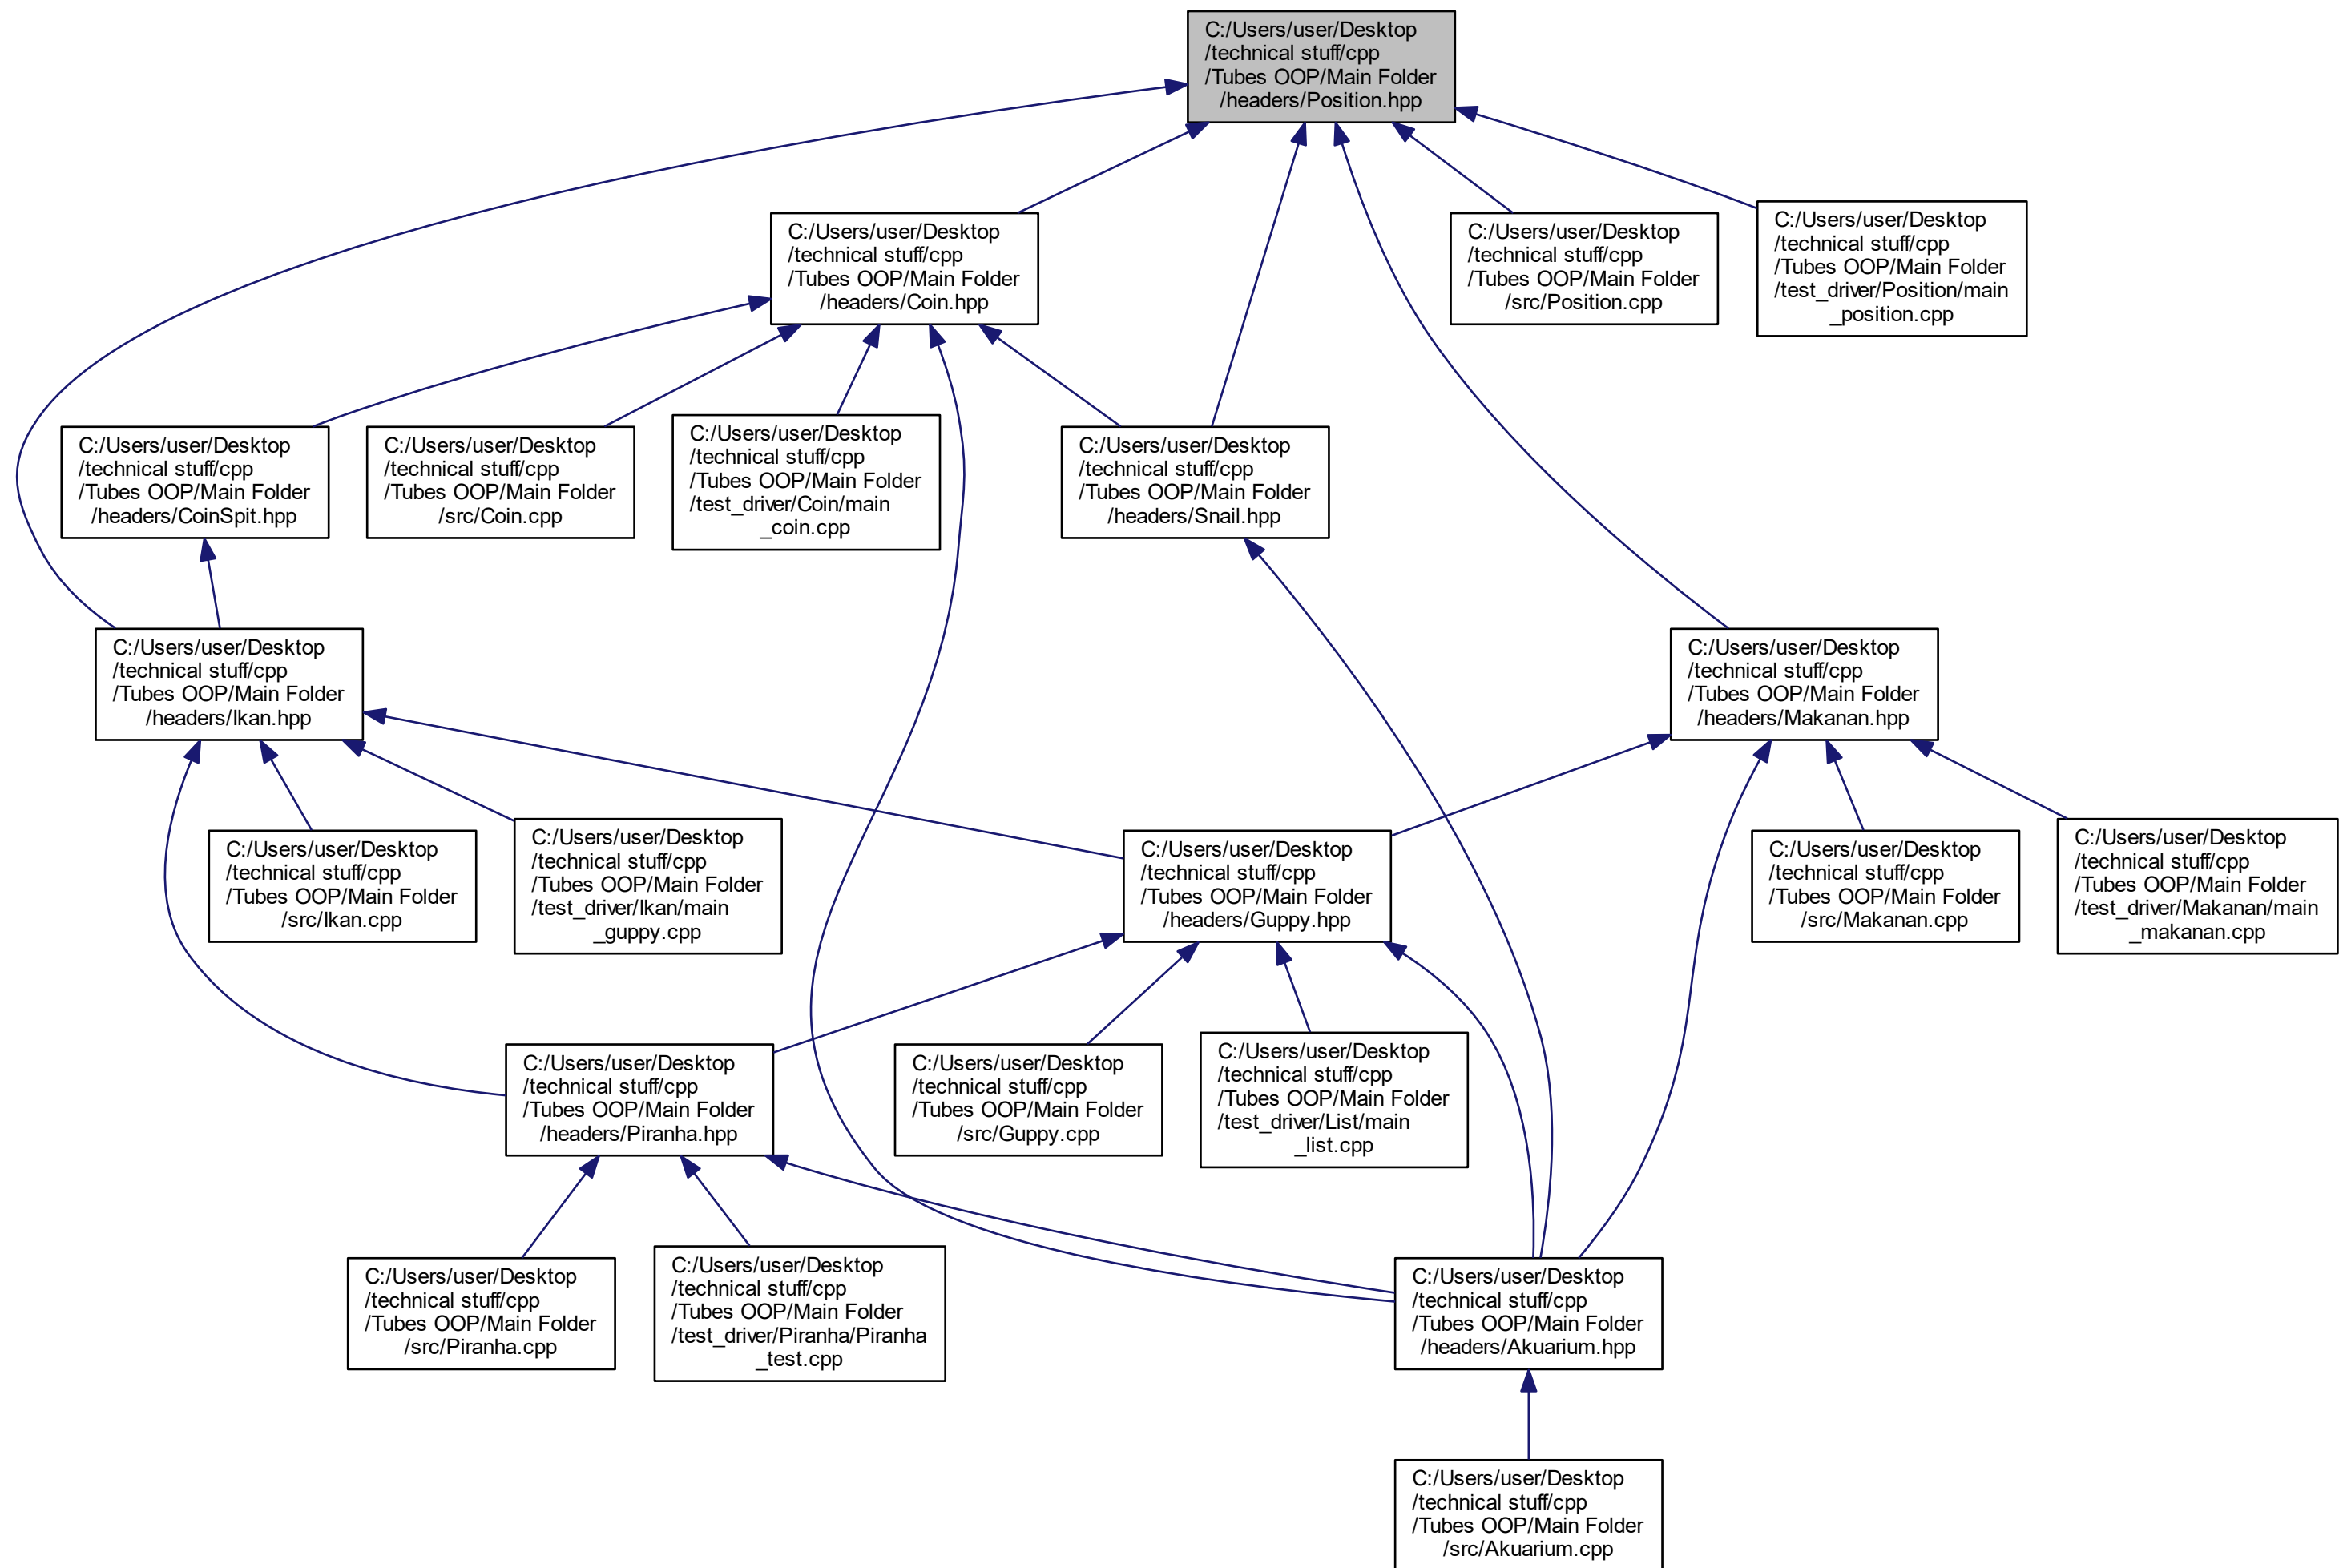 C:/Users/user/Desktop
/technical stuff/cpp
/Tubes OOP/Main Folder
/headers/Position.hpp
C:/Users/user/Desktop
/technical stuff/cpp
/Tubes OOP/Main Folder
/headers/Coin.hpp
C:/Users/user/Desktop
/technical stuff/cpp
/Tubes OOP/Main Folder
/src/Position.cpp
C:/Users/user/Desktop
/technical stuff/cpp
/Tubes OOP/Main Folder
/test_driver/Position/main
_position.cpp
C:/Users/user/Desktop
/technical stuff/cpp
/Tubes OOP/Main Folder
/headers/CoinSpit.hpp
C:/Users/user/Desktop
/technical stuff/cpp
/Tubes OOP/Main Folder
/src/Coin.cpp
C:/Users/user/Desktop
/technical stuff/cpp
/Tubes OOP/Main Folder
/test_driver/Coin/main
_coin.cpp
C:/Users/user/Desktop
/technical stuff/cpp
/Tubes OOP/Main Folder
/headers/Snail.hpp
C:/Users/user/Desktop
/technical stuff/cpp
/Tubes OOP/Main Folder
/headers/Ikan.hpp
C:/Users/user/Desktop
/technical stuff/cpp
/Tubes OOP/Main Folder
/headers/Makanan.hpp
C:/Users/user/Desktop
/technical stuff/cpp
/Tubes OOP/Main Folder
/src/Ikan.cpp
C:/Users/user/Desktop
/technical stuff/cpp
/Tubes OOP/Main Folder
/test_driver/Ikan/main
_guppy.cpp
C:/Users/user/Desktop
/technical stuff/cpp
/Tubes OOP/Main Folder
/headers/Guppy.hpp
C:/Users/user/Desktop
/technical stuff/cpp
/Tubes OOP/Main Folder
/src/Makanan.cpp
C:/Users/user/Desktop
/technical stuff/cpp
/Tubes OOP/Main Folder
/test_driver/Makanan/main
_makanan.cpp
C:/Users/user/Desktop
/technical stuff/cpp
/Tubes OOP/Main Folder
/headers/Piranha.hpp
C:/Users/user/Desktop
/technical stuff/cpp
/Tubes OOP/Main Folder
/src/Guppy.cpp
C:/Users/user/Desktop
/technical stuff/cpp
/Tubes OOP/Main Folder
/test_driver/List/main
_list.cpp
C:/Users/user/Desktop
/technical stuff/cpp
/Tubes OOP/Main Folder
/src/Piranha.cpp
C:/Users/user/Desktop
/technical stuff/cpp
/Tubes OOP/Main Folder
/test_driver/Piranha/Piranha
_test.cpp
C:/Users/user/Desktop
/technical stuff/cpp
/Tubes OOP/Main Folder
/headers/Akuarium.hpp
C:/Users/user/Desktop
/technical stuff/cpp
/Tubes OOP/Main Folder
/src/Akuarium.cpp